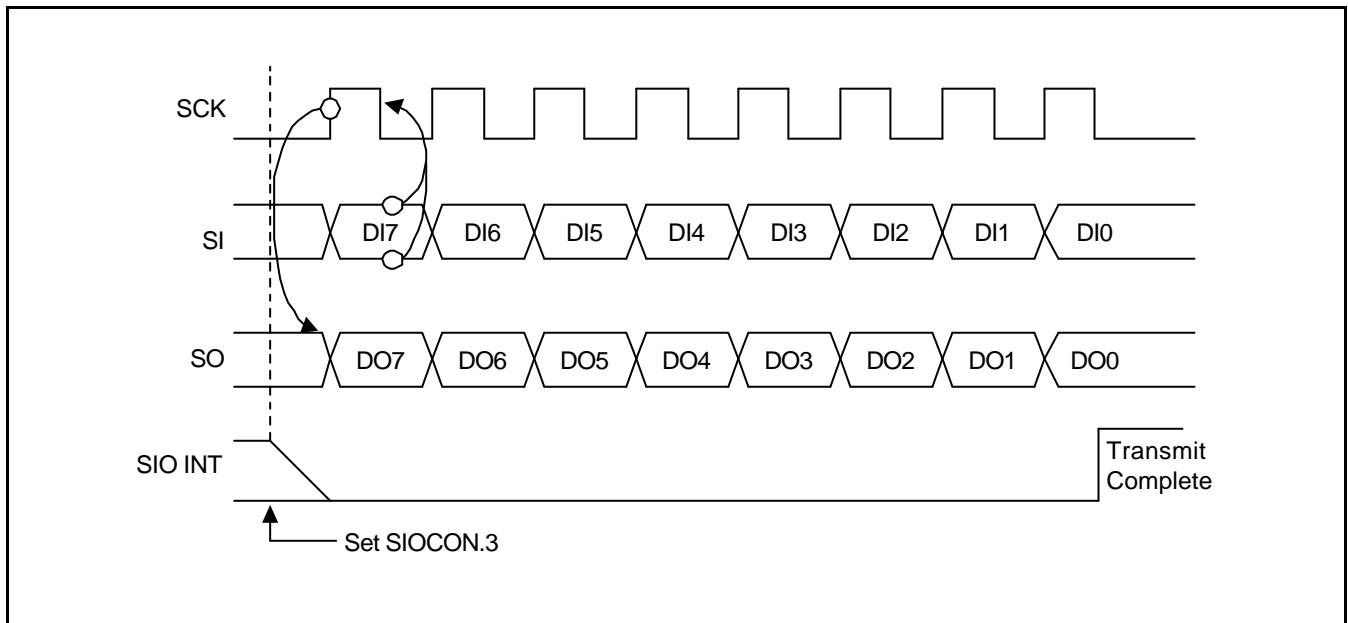 SCK
SI DI7 DI6 DI5 DI4 DI3 DI2 DI1 DI0
SO DO7 DO6 DO5 DO4 DO3 DO2 DO1 DO0
SIO INT
Transmit
Complete
Set SIOCON.3